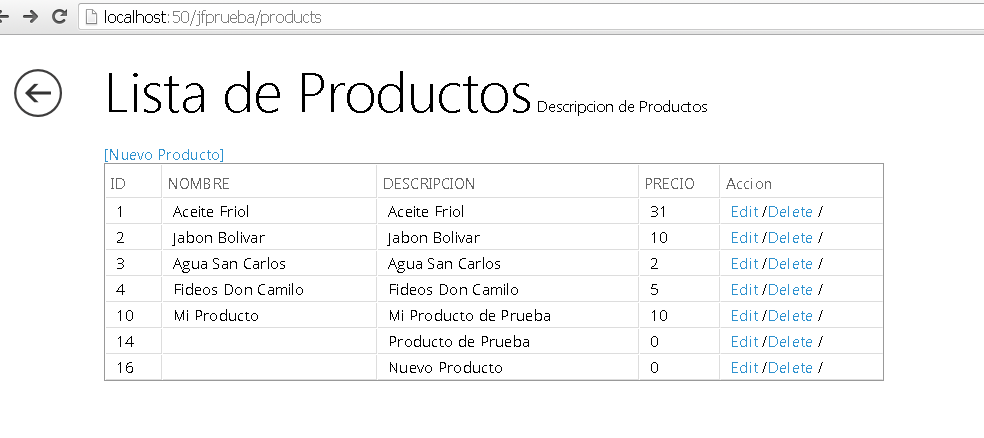 localhost:50/jfprueba/products
Lista de Productos Descripcion de Productos
[Nuevo Producto]
ID NOMBRE DESCRIPCION PRECIO Accion
1 Aceite Friol Aceite Friol 31 Edit /Delete /
2 Jabon Bolivar Jabon Bolivar 10 Edit /Delete /
3 Agua San Carlos Agua San Carlos 2 Edit /Delete /
4 Fideos Don Camilo Fideos Don Camilo 5 Edit /Delete /
10 Mi Producto Mi Producto de Prueba 10 Edit /Delete /
14 Producto de Prueba 0 Edit /Delete /
16 Nuevo Producto 0 Edit /Delete /